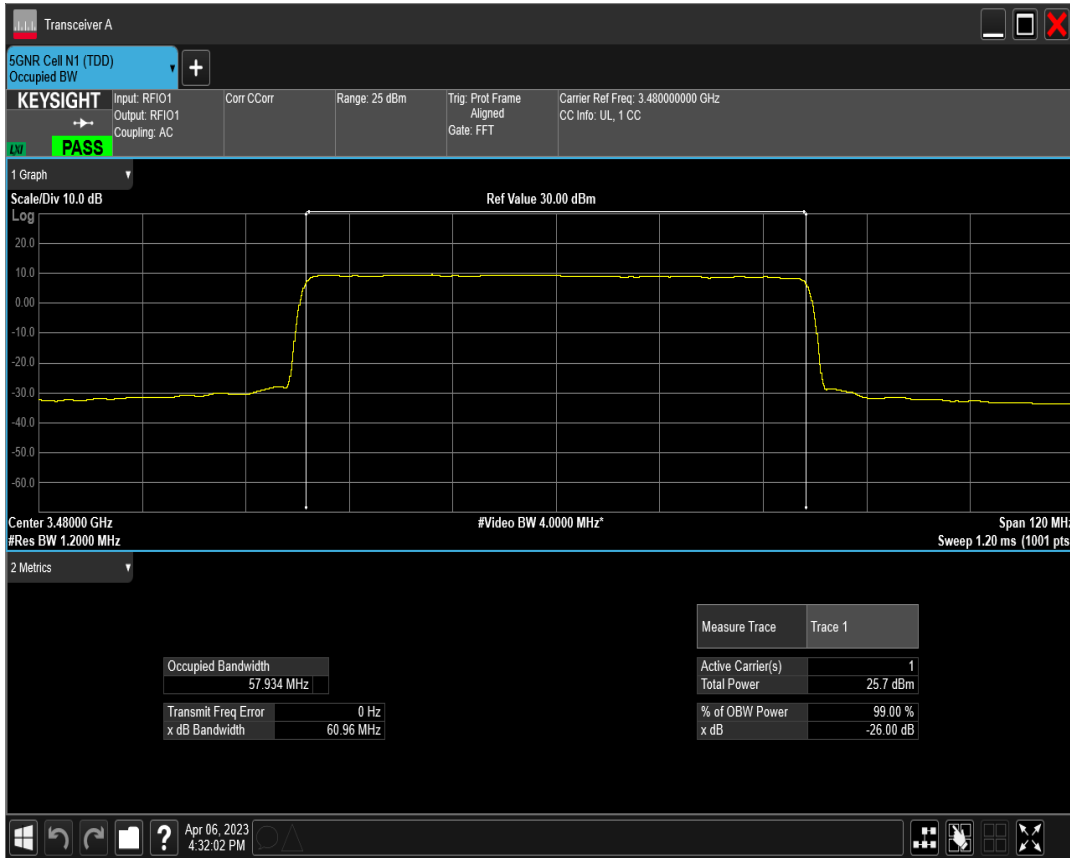 Transceiver A
5GNR Cell N1 (TDD)
Occupied BW
+
KEYSIGHT
LXI
PASS
Input: RFIO1
Output: RFIO1
Coupling: AC
Corr CCorr
Range: 25 dBm
Trig: Prot Frame
Aligned
Gate: FFT
Carrier Ref Freq: 3.480000000 GHz
CC Info: UL, 1 CC
1 Graph
Scale/Div 10.0 dB
Ref Value 30.00 dBm
Log
20.0
10.0
0.00
-10.0
-20.0
-30.0
-40.0
-50.0
-60.0
Center 3.48000 GHz
#Video BW 4.0000 MHz*
Span 120 MHz
#Res BW 1.2000 MHz
Sweep 1.20 ms (1001 pts
2 Metrics
Measure Trace Trace 1
Occupied Bandwidth
57.934 MHz
Active Carrier(s) 1
Total Power 25.7 dBm
Transmit Freq Error 0 Hz
x dB Bandwidth 60.96 MHz
% of OBW Power 99.00 %
x dB -26.00 dB
?
Apr 06, 2023
4:32:02 PM